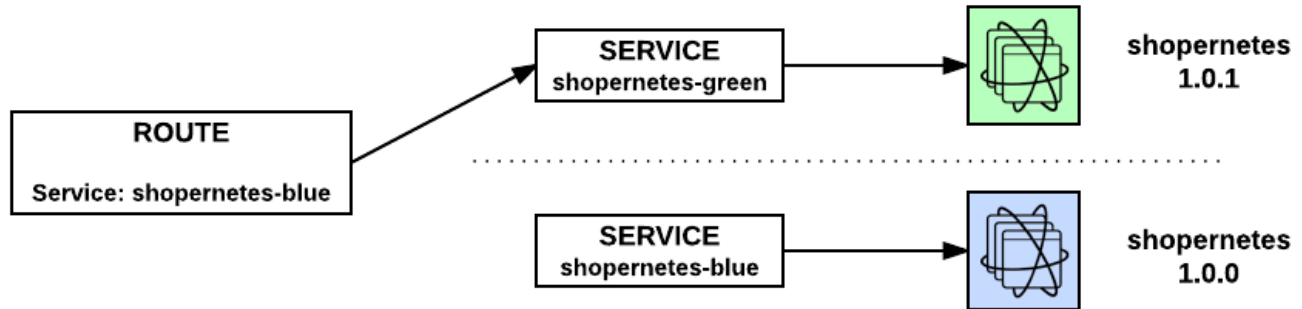 ROUTE
Service: shopernetes-blue
SERVICE
shopernetes-green
shopernetes
1.0.1
SERVICE
shopernetes-blue
shopernetes
1.0.0